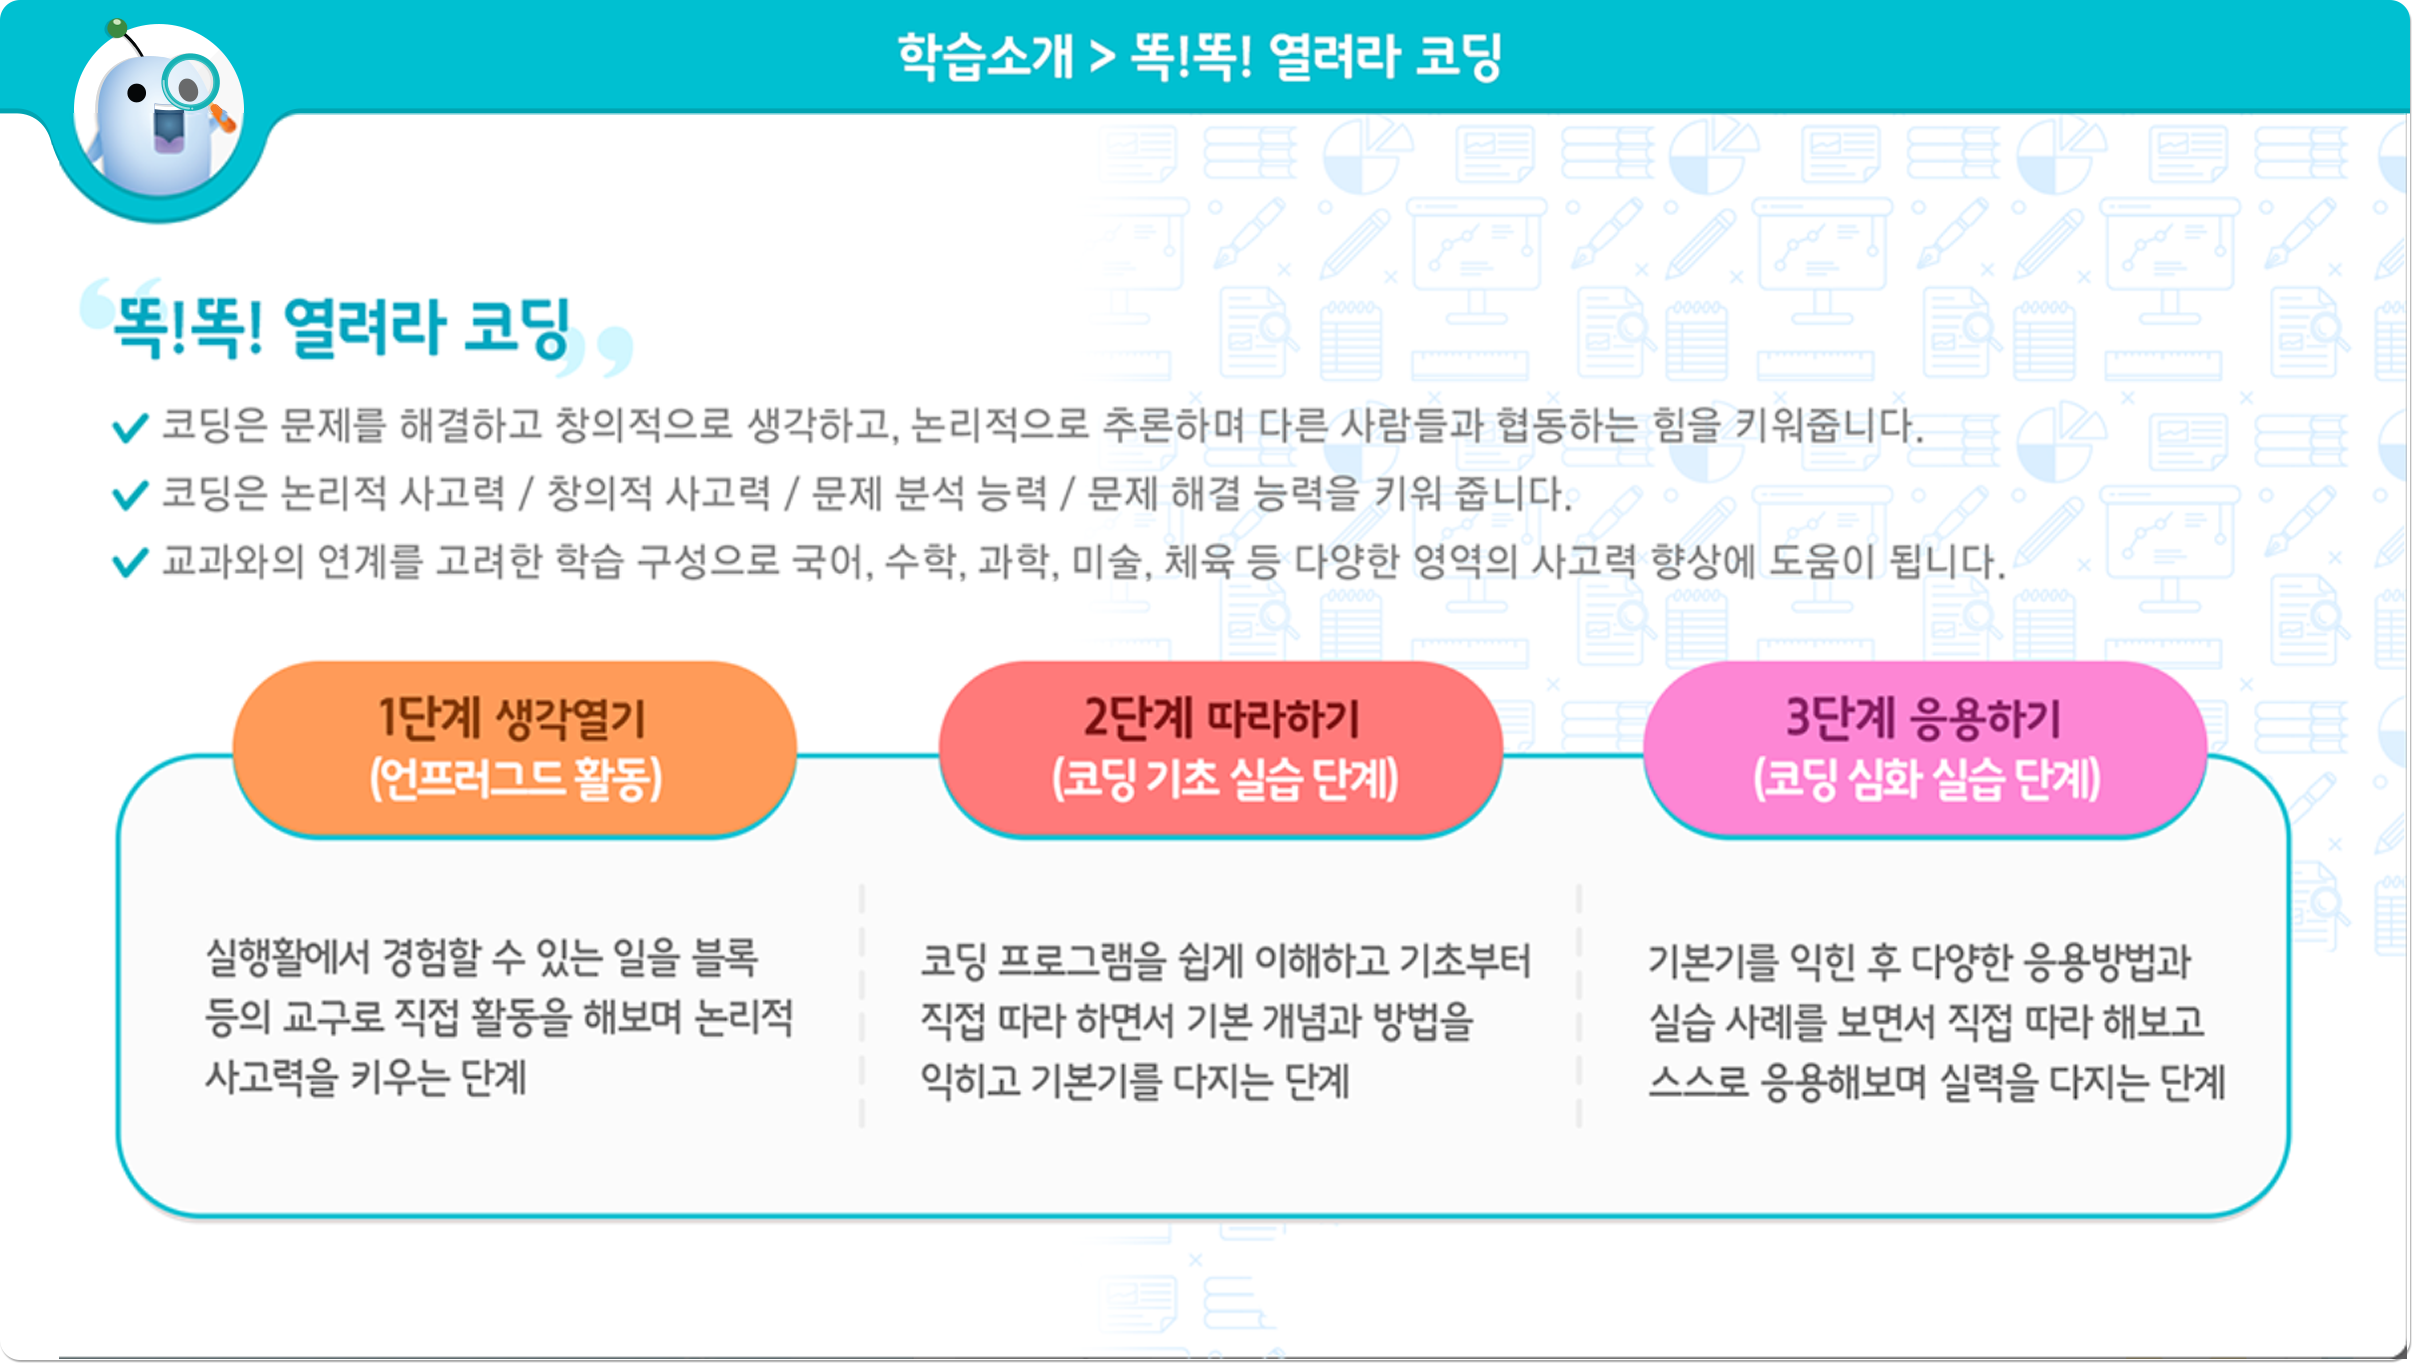 학습소개 > 똑!똑! 열려라 코딩
똑!똑! 열려라 코딩
코딩은 문제를 해결하고 창의적으로 생각하고, 논리적으로 추론하며 다른 사람들과 협동하는 힘을 키워줍니다.
코딩은 논리적 사고력 / 창의적 사고력 / 문제 분석 능력 / 문제 해결 능력을 키워 줍니다.
교과와의 연계를 고려한 학습 구성으로 국어, 수학, 과학, 미술, 체육 등 다양한 영역의 사고력 향상에 도움이 됩니다.
1단계 생각열기
(언프러그드 활동)
실행활에서 경험할 수 있는 일을 블록
등의 교구로 직접 활동을 해보며 논리적
사고력을 키우는 단계
2단계 따라하기
(코딩 기초 실습 단계)
코딩 프로그램을 쉽게 이해하고 기초부터
직접 따라 하면서 기본 개념과 방법을
익히고 기본기를 다지는 단계
3단계 응용하기
(코딩 심화 실습 단계)
기본기를 익힌 후 다양한 응용방법과
실습 사례를 보면서 직접 따라 해보고
스스로 응용해보며 실력을 다지는 단계